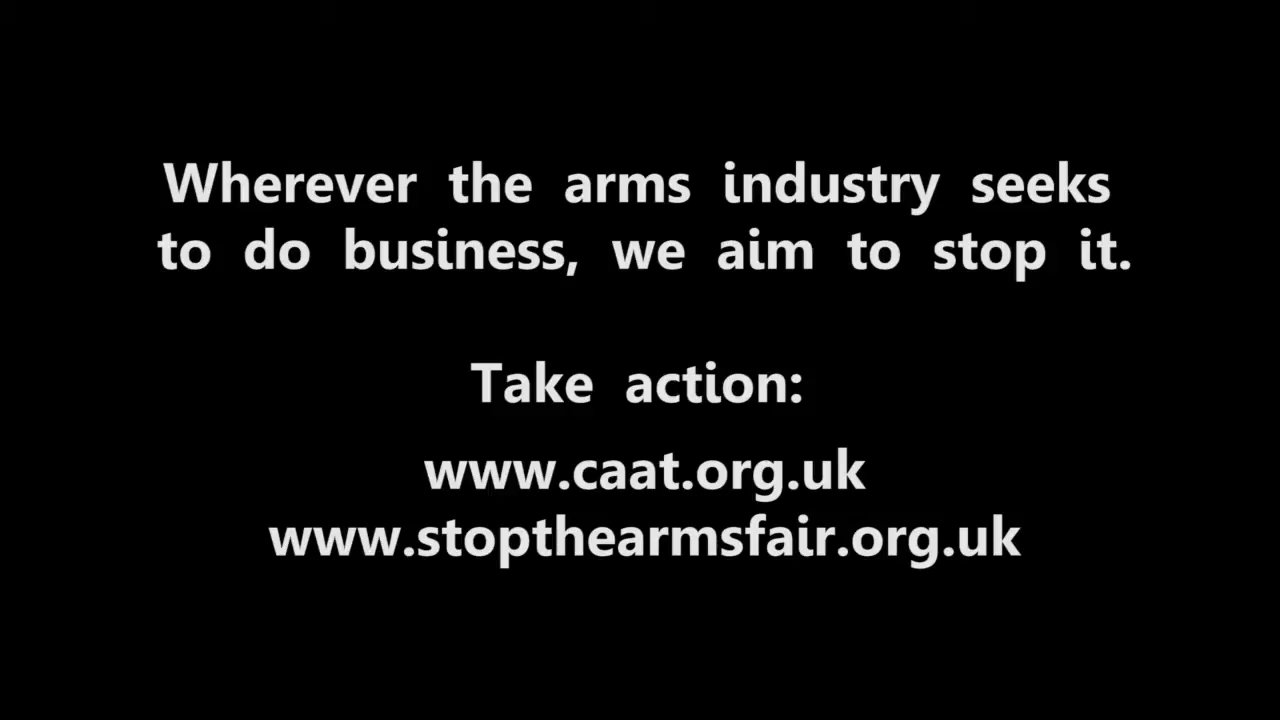 Wherever the arms industry seeks
to do business, we aim to stop it.
Take action:
www.caat.org.uk
www.stopthearmsfair.org.uk